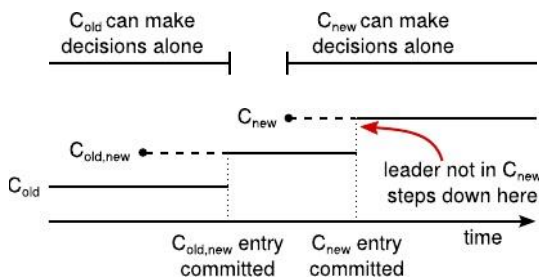 C_old can make
decisions alone
C_new can make
decisions alone
C_new
C_old,new
leader not in C_new
steps down here
C_old
time
C_old,new entry
committed
C_new entry
committed